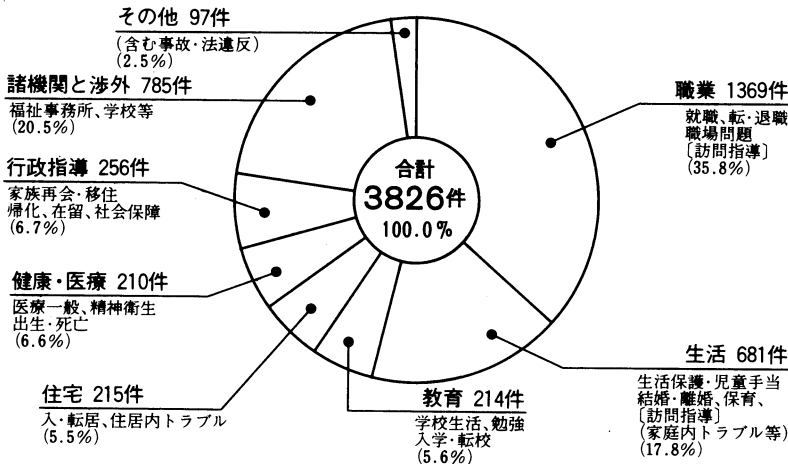 その他 97件
(含む事故・法違反)
(2.5%)
諸機関と渉外 785件
福祉事務所、学校等
(20.5%)
行政指導 256件
家族再会・移住
帰化、在留、社会保障
(6.7%)
健康・医療 210件
医療一般、精神衛生
出生・死亡
(6.6%)
住宅 215件
入・転居、住居内トラブル
(5.5%)
教育 214件
学校生活、勉強
入学・転校
(5.6%)
生活 681件
生活保護・児童手当
結婚・離婚、保育、
〔訪問指導〕
(家庭内トラブル等)
(17.8%)
職業 1369件
就職、転・退職
職場問題
〔訪問指導〕
(35.8%)
合計
3826件
100.0%